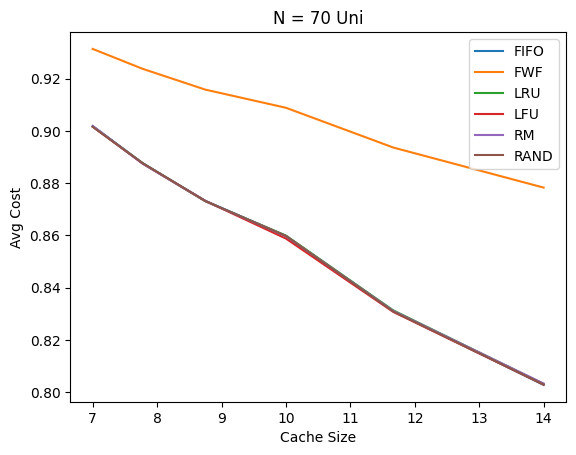 N = 70 Uni
FIFO
FWF
LRU
LFU
RM
RAND
Avg Cost
0.92
0.90
0.88
0.86
0.84
0.82
0.80
7 8 9 10 11 12 13 14
Cache Size